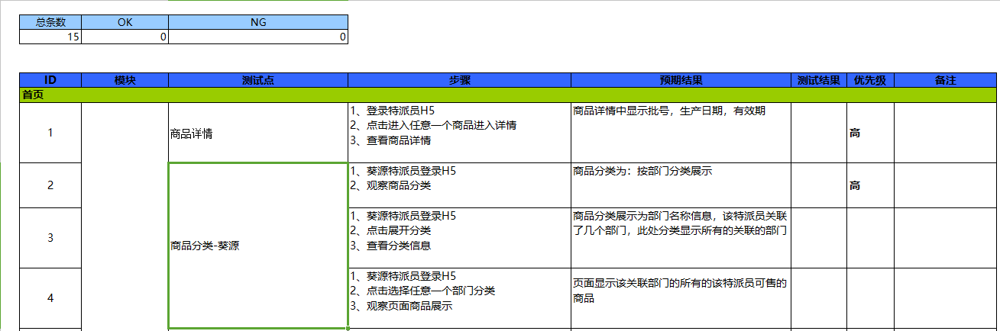 总条数 OK NG
15 0 0
ID 模块 测试点 步骤 预期结果 测试结果 优先级 备注
首页
1 商品详情
1、登录特派员H5
2、点击进入任意一个商品进入详情
3、查看商品详情
商品详情中显示批号，生产日期，有效期
高
2
商品分类-葵源
1、葵源特派员登录H5
2、观察商品分类
商品分类为：按部门分类展示
高
3
1、葵源特派员登录H5
2、点击展开分类
3、查看分类信息
商品分类展示为部门名称信息，该特派员关联
了几个部门，此处分类显示所有的关联的部门
4
1、葵源特派员登录H5
2、点击选择任意一个部门分类
3、观察页面商品展示
页面显示该关联部门的所有的该特派员可售的
商品